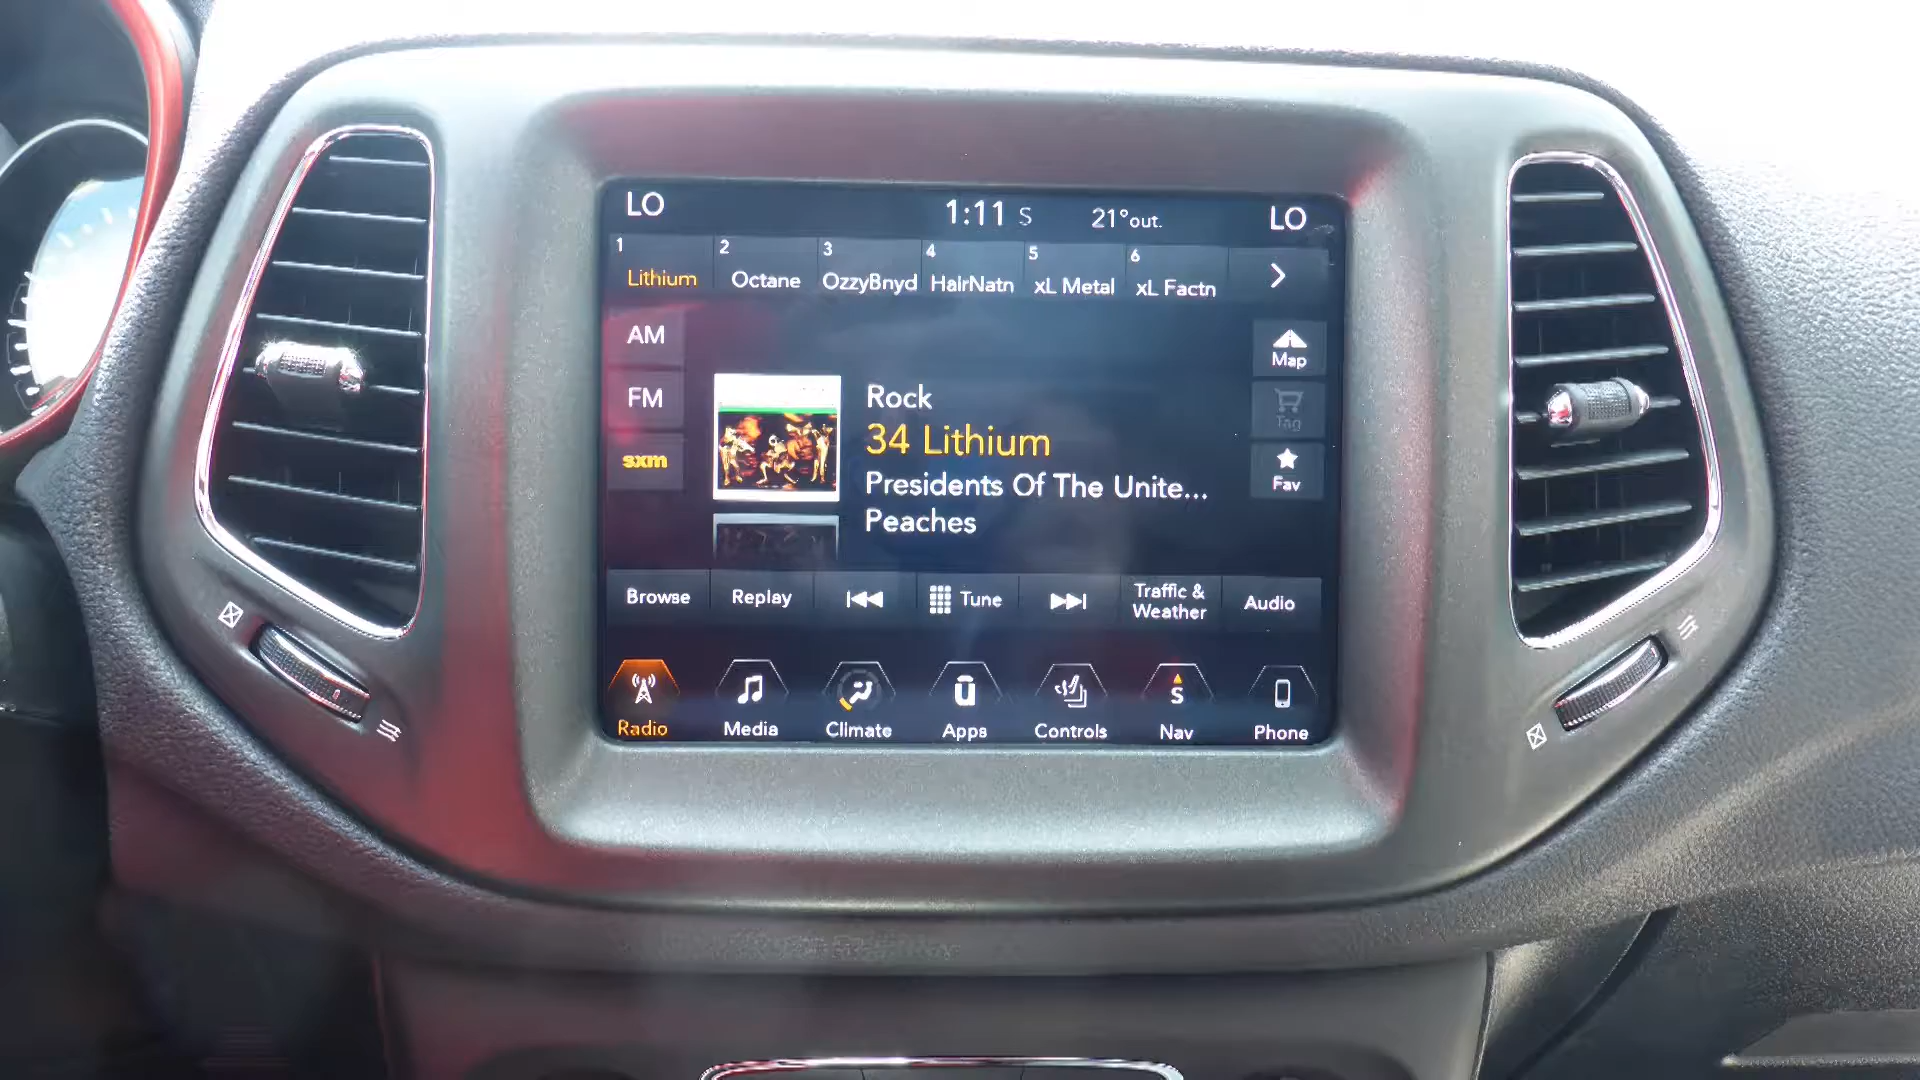 LO 1:11 S 21°out. LO
1 2 3 4 5 6
Lithium Octane OzzyBnyd HairNatn xL Metal xL Factn
AM
Map
FM
Tag
sxm
Fav
Rock
34 Lithium
Presidents Of The Unite...
Peaches
Browse Replay Tune Traffic & Weather Audio
Radio Media Climate Apps Controls Nav Phone
U
S